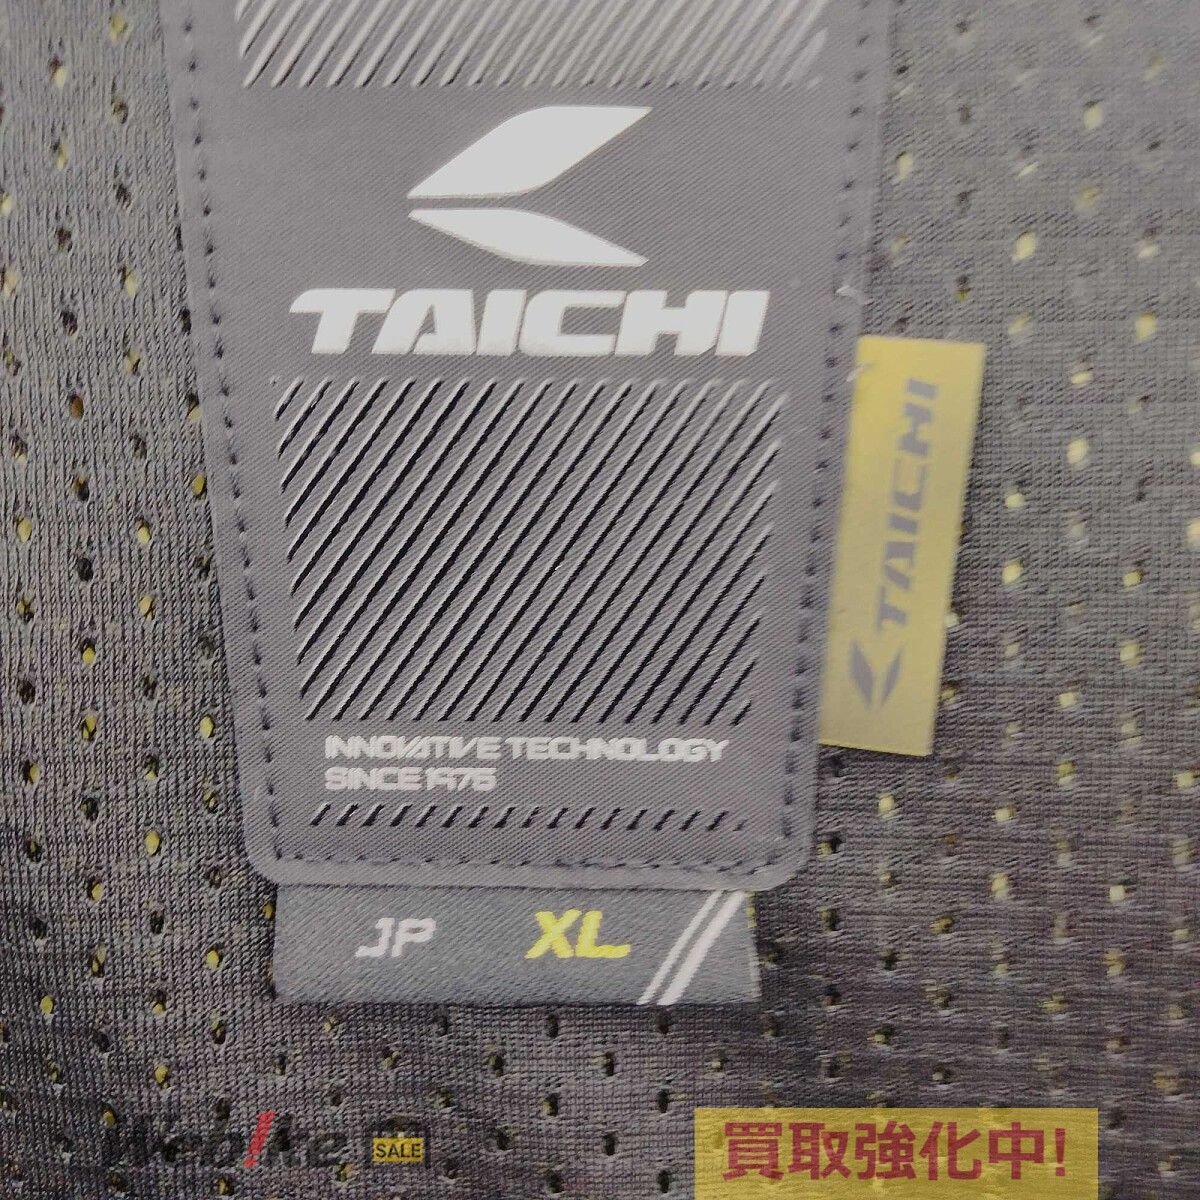 TAICHI
TAICHI
INNOVATIVE TECHNOLOGY
SINCE 1975
JP XL
Webike
SALE
買取強化中!